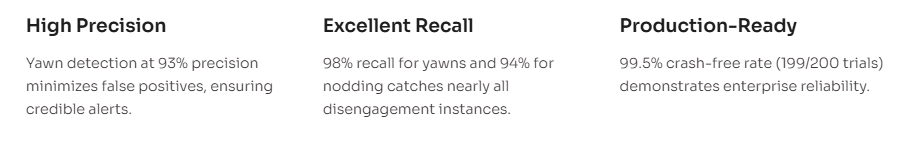 High Precision
Yawn detection at 93% precision
minimizes false positives, ensuring
credible alerts.
Excellent Recall
98% recall for yawns and 94% for
nodding catches nearly all
disengagement instances.
Production-Ready
99.5% crash-free rate (199/200 trials)
demonstrates enterprise reliability.